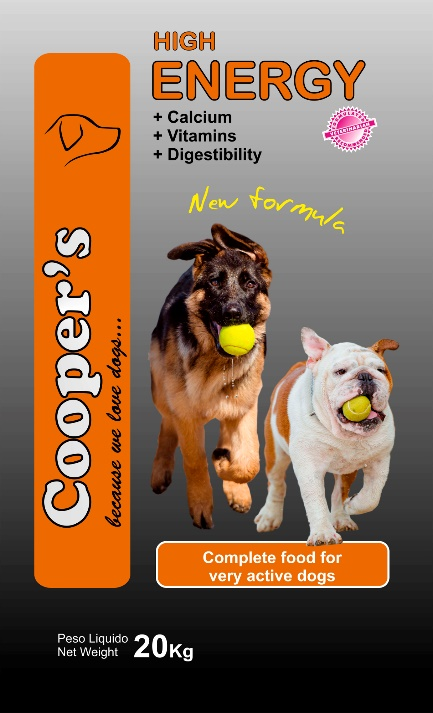 HIGH
ENERGY
+ Calcium
+ Vitamins
+ Digestibility
VETERINARIAN
New formula
Cooper's
because we love dogs...
Complete food for
very active dogs
Peso Liquido
Net Weight
20Kg